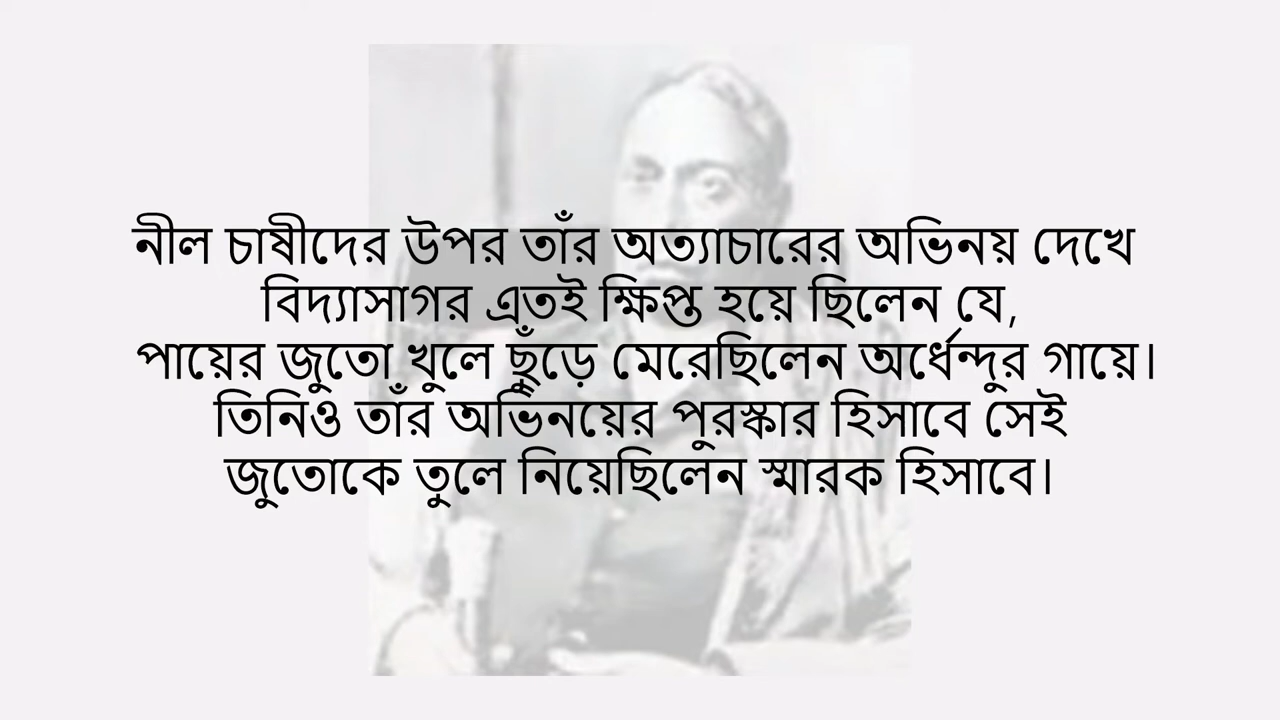 নীল চাষীদের উপর তাঁর অত্যাচারের অভিনয় দেখে
বিদ্যাসাগর এতই ক্ষিপ্ত হয়ে ছিলেন যে,
পায়ের জুতো খুলে ছুঁড়ে মেরেছিলেন অর্ধেন্দুর গায়ে।
তিনিও তাঁর অভিনয়ের পুরস্কার হিসাবে সেই
জুতোকে তুলে নিয়েছিলেন স্মারক হিসাবে।